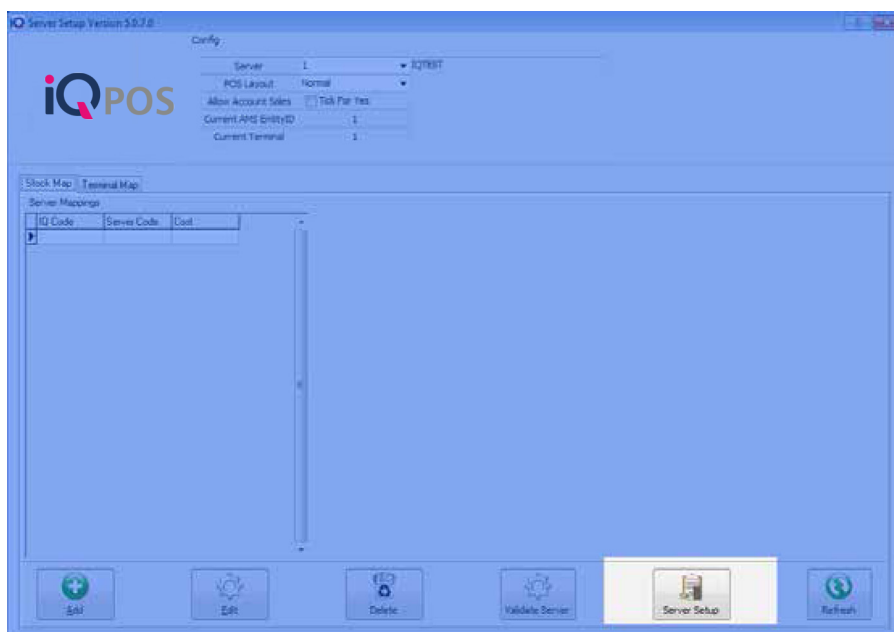 iQ Server Setup Version 5.0.7.0
Config
Server 1 IQTEST
POS Layout Normal
Allow Account Sales Tick For Yes
Current AMS EntityID 1
Current Terminal 1
iQPOS
Stock Map Terminal Map
Server Mappings
IQ Code Server Code Cost
Add Edit Delete Validate Server Server Setup Refresh